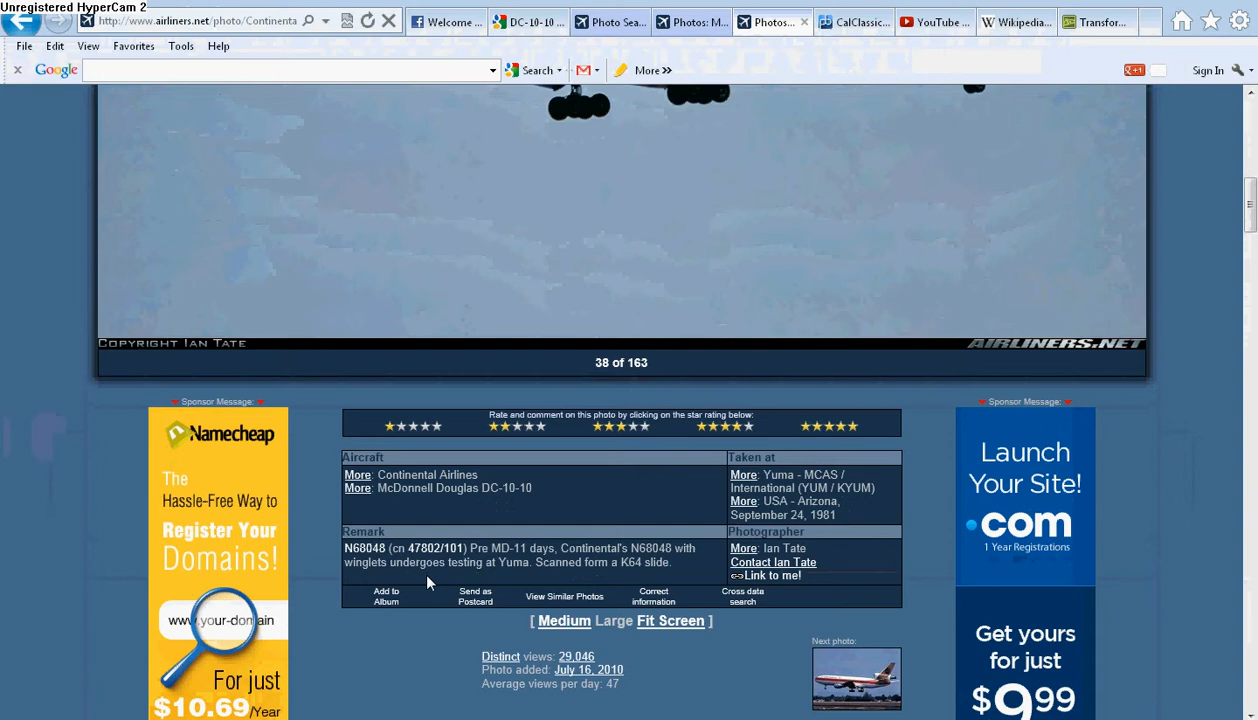 Unregistered HyperCam 2
http://www.airliners.net/photo/Continenta
Welcome ...
DC-10-10 ...
Photo Sea...
Photos: M...
Photos...
CalClassic...
YouTube ...
Wikipedia...
Transfor...
File Edit View Favorites Tools Help
x Google Search More »
+1 Sign In
COPYRIGHT IAN TATE
AIRLINERS.NET
38 of 163
Sponsor Message:
Namecheap
The
Hassle-Free Way to
Register Your
Domains!
www.your-domain
For just
$10.69/Year
Rate and comment on this photo by clicking on the star rating below:
Aircraft
More: Continental Airlines
More: McDonnell Douglas DC-10-10
Taken at
More: Yuma - MCAS /
International (YUM / KYUM)
More: USA - Arizona,
September 24, 1981
Remark
N68048 (cn 47802/101) Pre MD-11 days, Continental's N68048 with
winglets undergoes testing at Yuma. Scanned form a K64 slide.
Photographer
More: Ian Tate
Contact Ian Tate
Link to me!
Add to
Album
Send as
Postcard
View Similar Photos
Correct
information
Cross data
search
[ Medium Large Fit Screen ]
Distinct views: 29,046
Photo added: July 16, 2010
Average views per day: 47
Next photo:
Sponsor Message:
Launch
Your Site!
.com
1 Year Registrations
Get yours
for just
$9.99